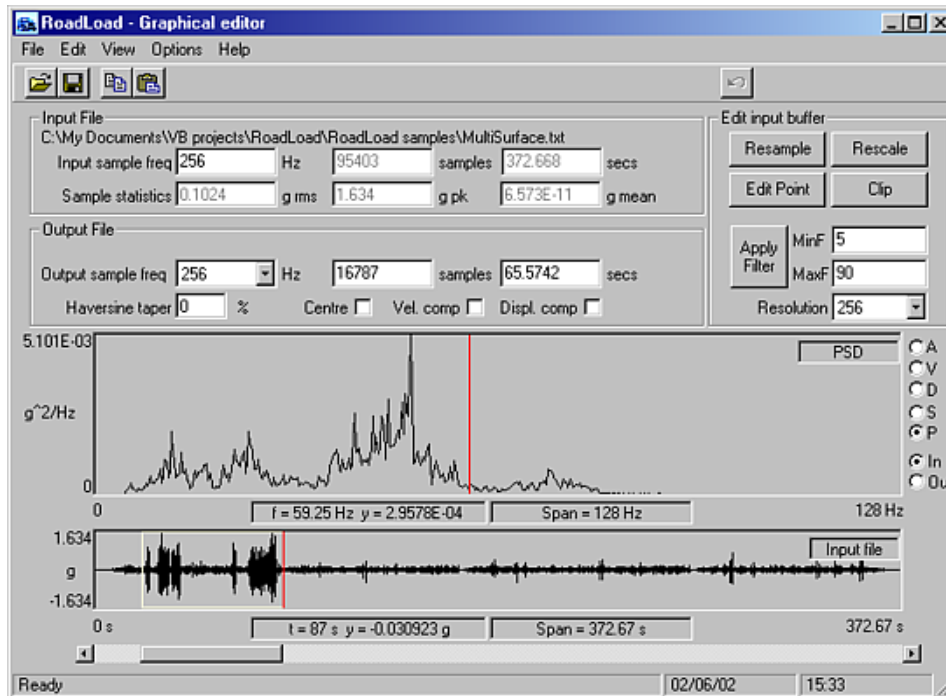 RoadLoad - Graphical editor
File Edit View Options Help
Input File
C:\My Documents\VB projects\RoadLoad\RoadLoad samples\MultiSurface.txt
Input sample freq 256 Hz 95403 samples 372.668 secs
Sample statistics 0.1024 g rms 1.634 g pk 6.573E-11 g mean
Edit input buffer
Resample Rescale
Edit Point Clip
Output File
Output sample freq 256 Hz 16787 samples 65.5742 secs
Haversine taper 0 % Centre Vel. comp Displ. comp
Apply Filter
MinF 5
MaxF 90
Resolution 256
5.101E-03
g^2/Hz
0
PSD
A
V
D
S
P
In
Ou
0 f = 59.25 Hz y = 2.9578E-04 Span = 128 Hz 128 Hz
1.634
g
-1.634
Input file
0 s t = 87 s y = -0.030923 g Span = 372.67 s 372.67 s
Ready 02/06/02 15:33